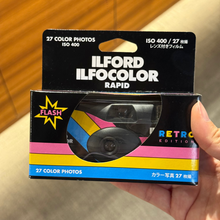 27 COLOR PHOTOS
ISO 400
ISO 400 / 27 枚撮
レンズ付きフィルム
ILFORD
ILFOCOLOR
RAPID
FLASH
RETRO
EDITION
27 COLOR PHOTOS
カラー写真 27 枚撮